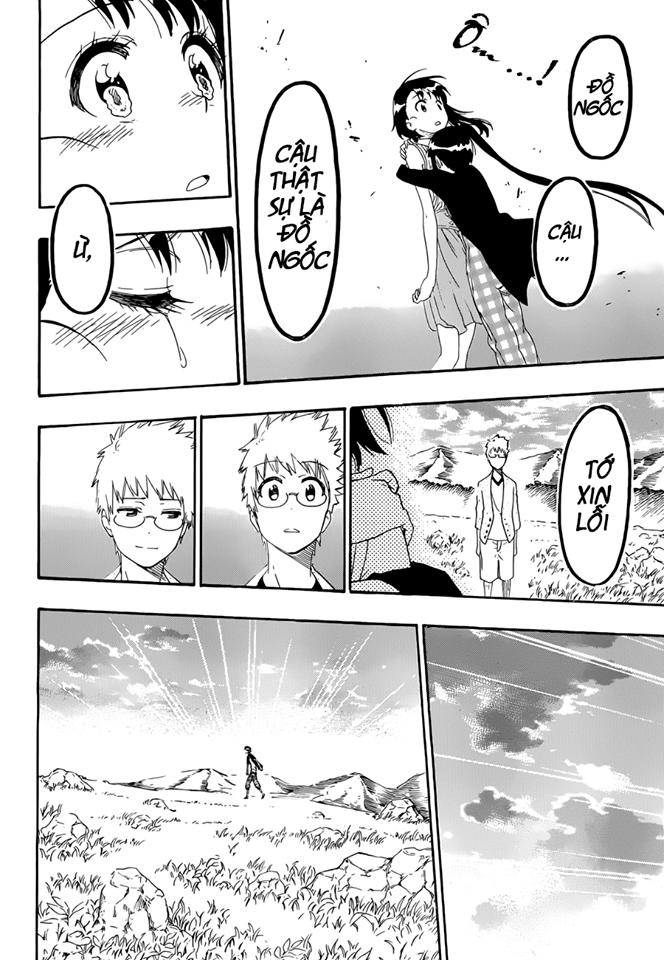 Ôm.....!
ĐỒ
NGỐC
CẬU
...
CẬU
THẬT
SỰ LÀ
ĐỒ
NGỐC
Ừ,
TỚ
XIN
LỖI